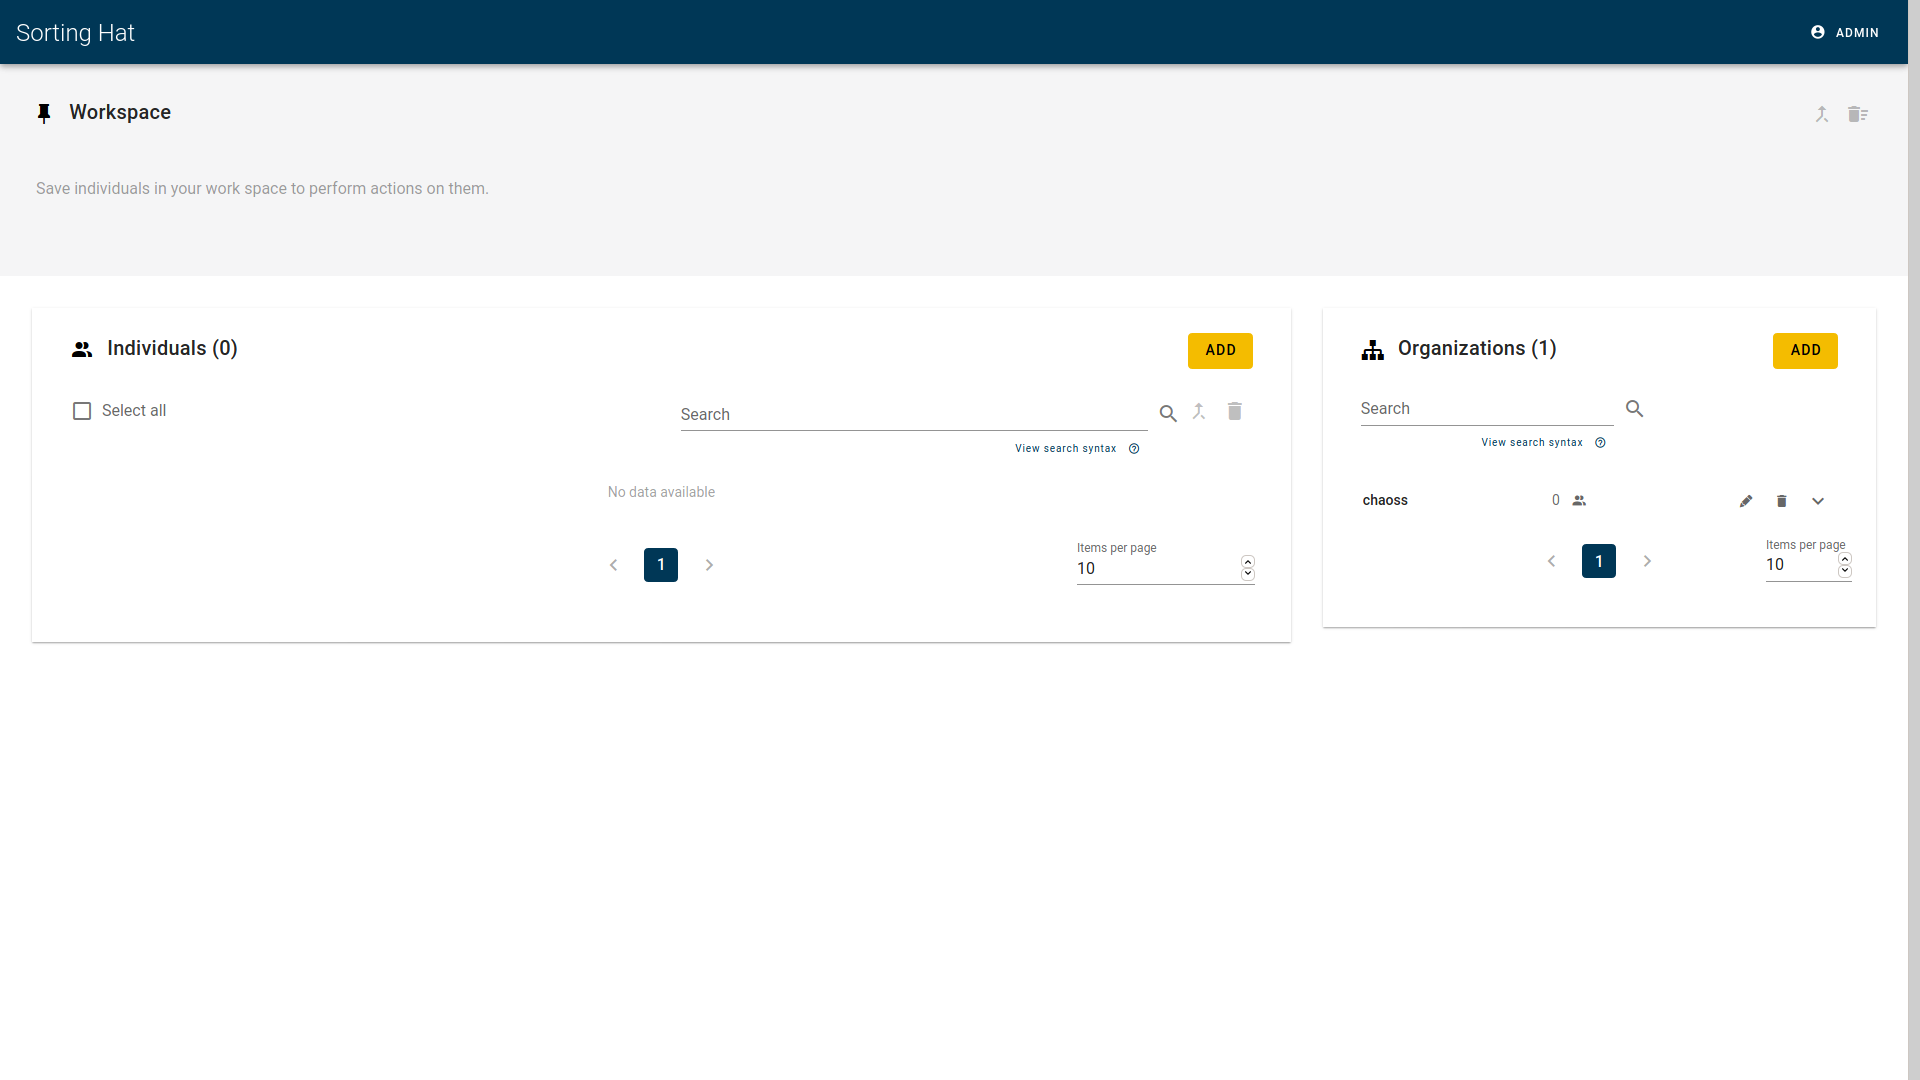 Sorting Hat
ADMIN
Workspace
Save individuals in your work space to perform actions on them.
Individuals (0)
ADD
Select all
Search
View search syntax
No data available
1
Items per page
10
Organizations (1)
ADD
Search
View search syntax
chaoss
0
1
Items per page
10